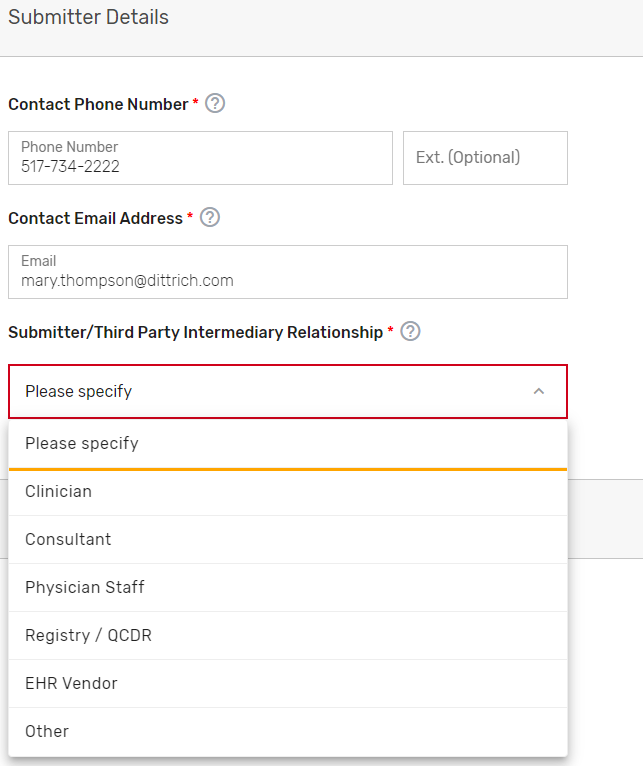 Submitter Details
Contact Phone Number *
Phone Number
517-734-2222
Ext. (Optional)
Contact Email Address *
Email
mary.thompson@dittrich.com
Submitter/Third Party Intermediary Relationship *
Please specify
Please specify
Clinician
Consultant
Physician Staff
Registry / QCDR
EHR Vendor
Other